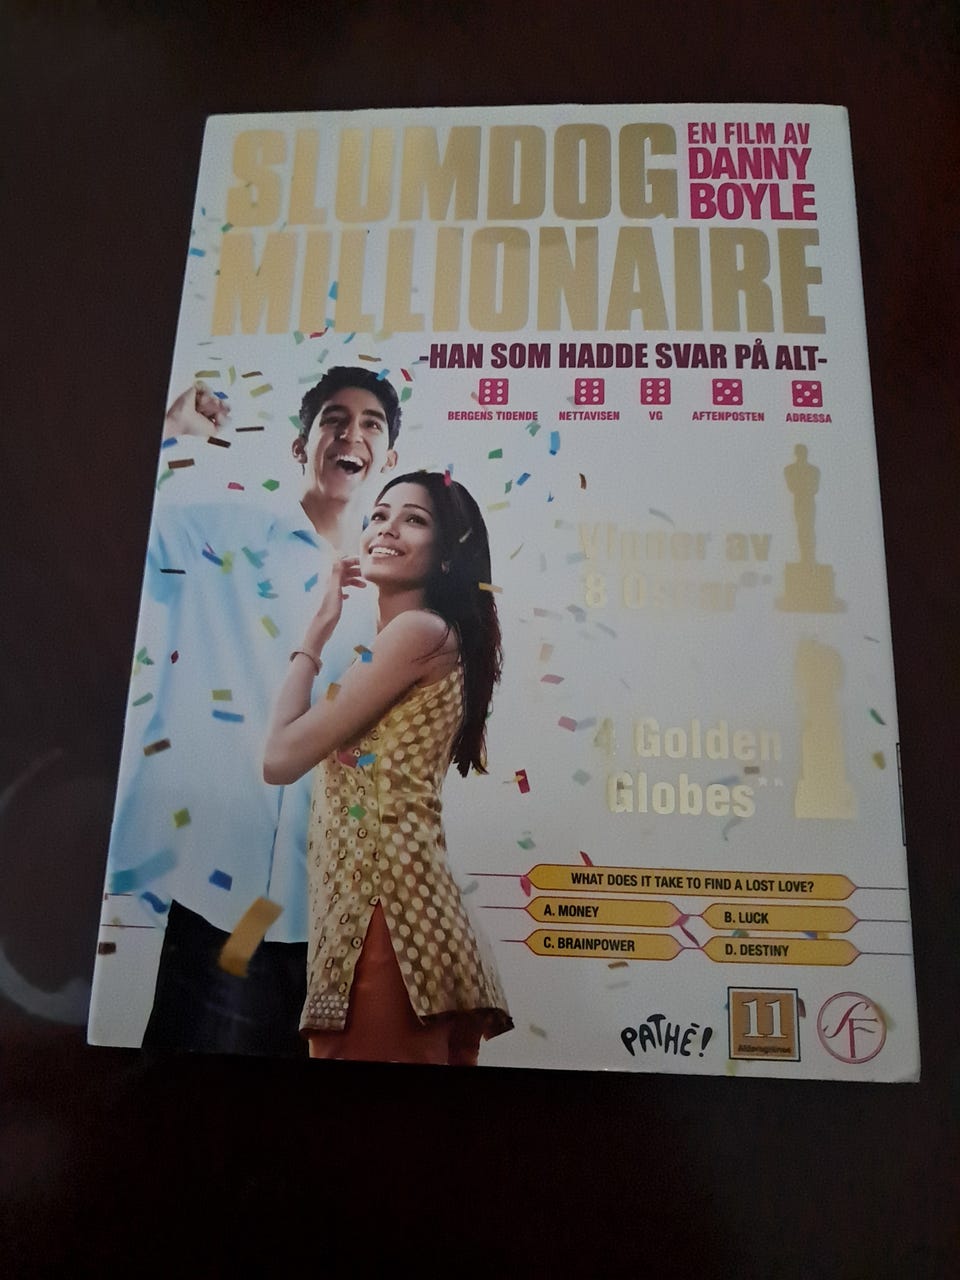 SLUMDOG
MILLIONAIRE
EN FILM AV
DANNY
BOYLE
-HAN SOM HADDE SVAR PÅ ALT-
BERGENS TIDENDE
NETTAVISEN
VG
AFTENPOSTEN
ADRESSA
Vinner av
8 Oscar*
4 Golden
Globes**
WHAT DOES IT TAKE TO FIND A LOST LOVE?
A. MONEY
B. LUCK
C. BRAINPOWER
D. DESTINY
PATHÉ!
11
Aldersgrense
SF